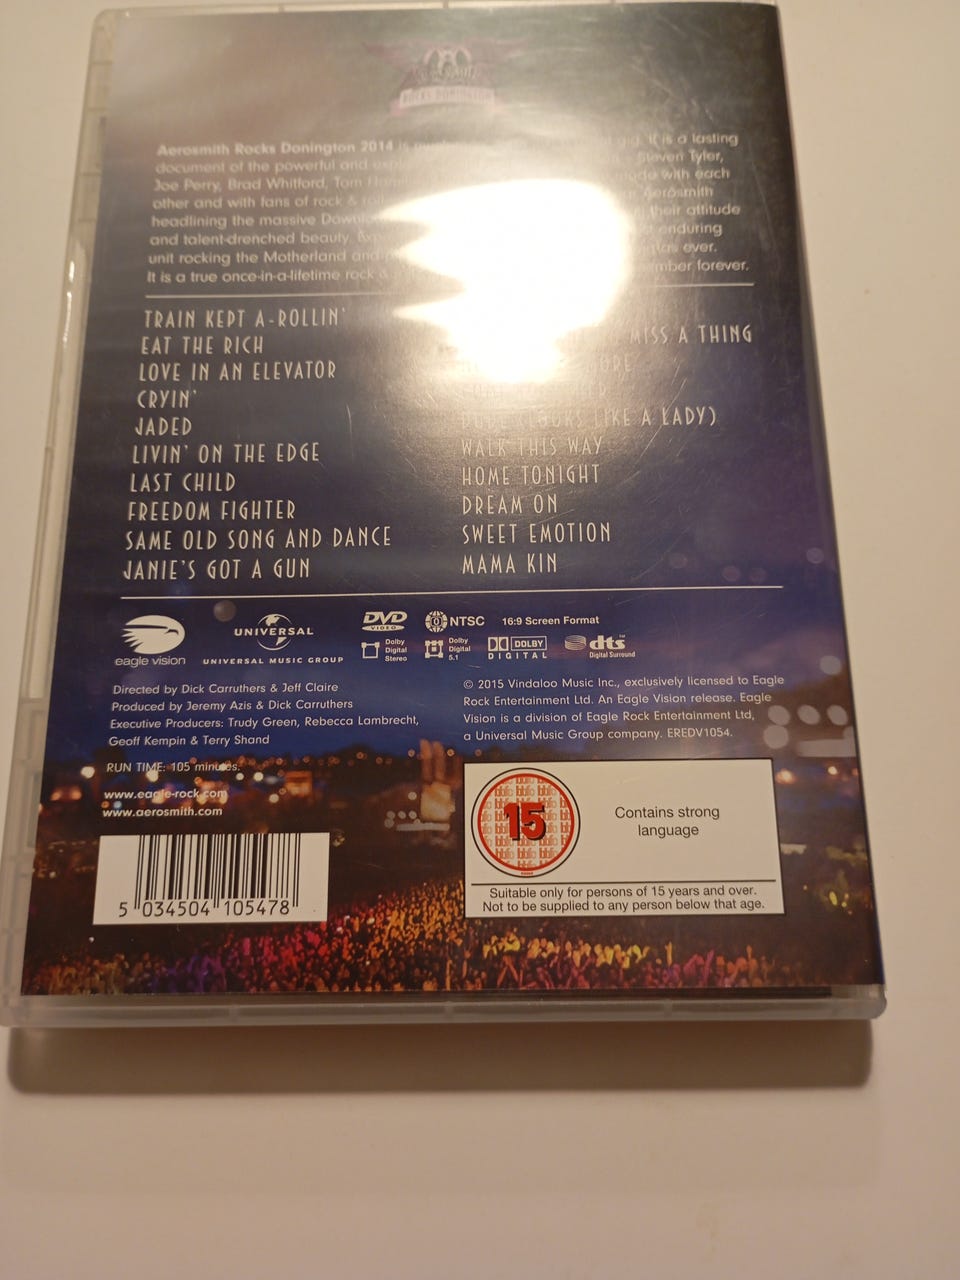 AEROSMITH
ROCKS DONINGTON
Aerosmith Rocks Donington 2014 is It is a lasting
document of the powerful and Steven Tyler,
Joe Perry, Brad Whitford, Tom with each
other and with fans of rock & Aerosmith
headlining the massive their attitude
and talent-drenched beauty. enduring
unit rocking the Motherland and ever.
It is a true once-in-a-lifetime rock & forever.
TRAIN KEPT A-ROLLIN'
EAT THE RICH
LOVE IN AN ELEVATOR
CRYIN'
JADED
LIVIN' ON THE EDGE
LAST CHILD
FREEDOM FIGHTER
SAME OLD SONG AND DANCE
JANIE'S GOT A GUN
MISS A THING
DUDE (LOOKS LIKE A LADY)
WALK THIS WAY
HOME TONIGHT
DREAM ON
SWEET EMOTION
MAMA KIN
eagle vision
UNIVERSAL
UNIVERSAL MUSIC GROUP
DVD
VIDEO
0
NTSC
16:9 Screen Format
Dolby
Digital
Stereo
Dolby
Digital
5.1
DOLBY
DIGITAL
dts
Digital Surround
Directed by Dick Carruthers & Jeff Claire
Produced by Jeremy Azis & Dick Carruthers
Executive Producers: Trudy Green, Rebecca Lambrecht,
Geoff Kempin & Terry Shand
RUN TIME: 105 minutes.
www.eagle-rock.com
www.aerosmith.com
© 2015 Vindaloo Music Inc., exclusively licensed to Eagle
Rock Entertainment Ltd. An Eagle Vision release. Eagle
Vision is a division of Eagle Rock Entertainment Ltd,
a Universal Music Group company. EREDV1054.
5 034504 105478
15
Contains strong
language
Suitable only for persons of 15 years and over.
Not to be supplied to any person below that age.